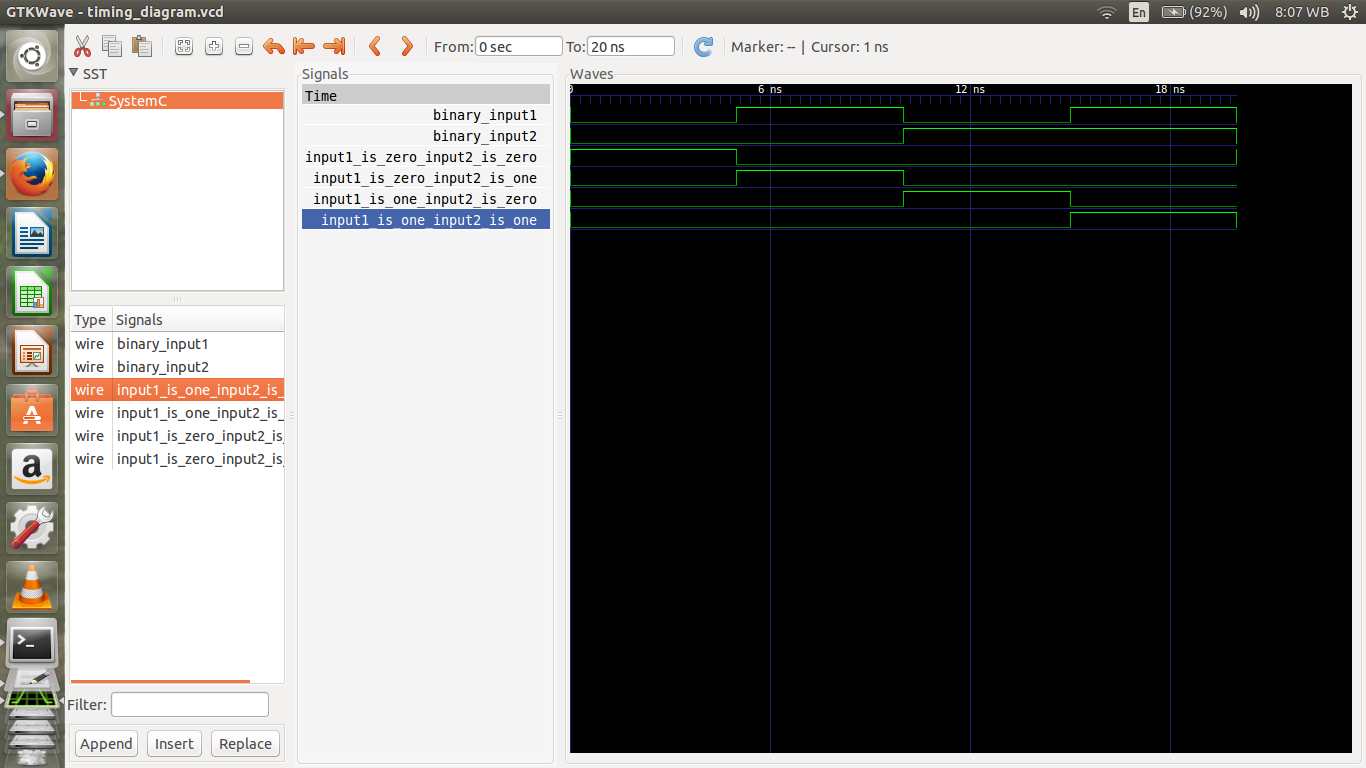 GTKWave - timing_diagram.vcd
En (92%) 8:07 WB
From: 0 sec To: 20 ns Marker: -- | Cursor: 1 ns
SST
SystemC
Type Signals
wire binary_input1
wire binary_input2
wire input1_is_one_input2_is_
wire input1_is_one_input2_is_
wire input1_is_zero_input2_is_
wire input1_is_zero_input2_is_
Filter:
Append Insert Replace
Signals
Time
binary_input1
binary_input2
input1_is_zero_input2_is_zero
input1_is_zero_input2_is_one
input1_is_one_input2_is_zero
input1_is_one_input2_is_one
Waves
0 6 ns 12 ns 18 ns